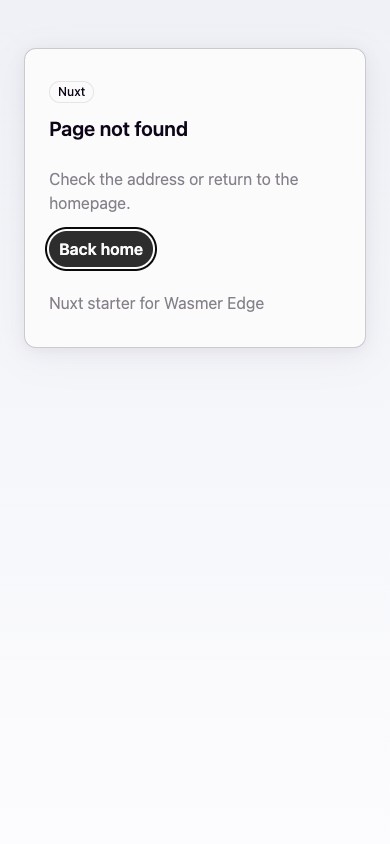 Nuxt
Page not found
Check the address or return to the
homepage.
Back home
Nuxt starter for Wasmer Edge